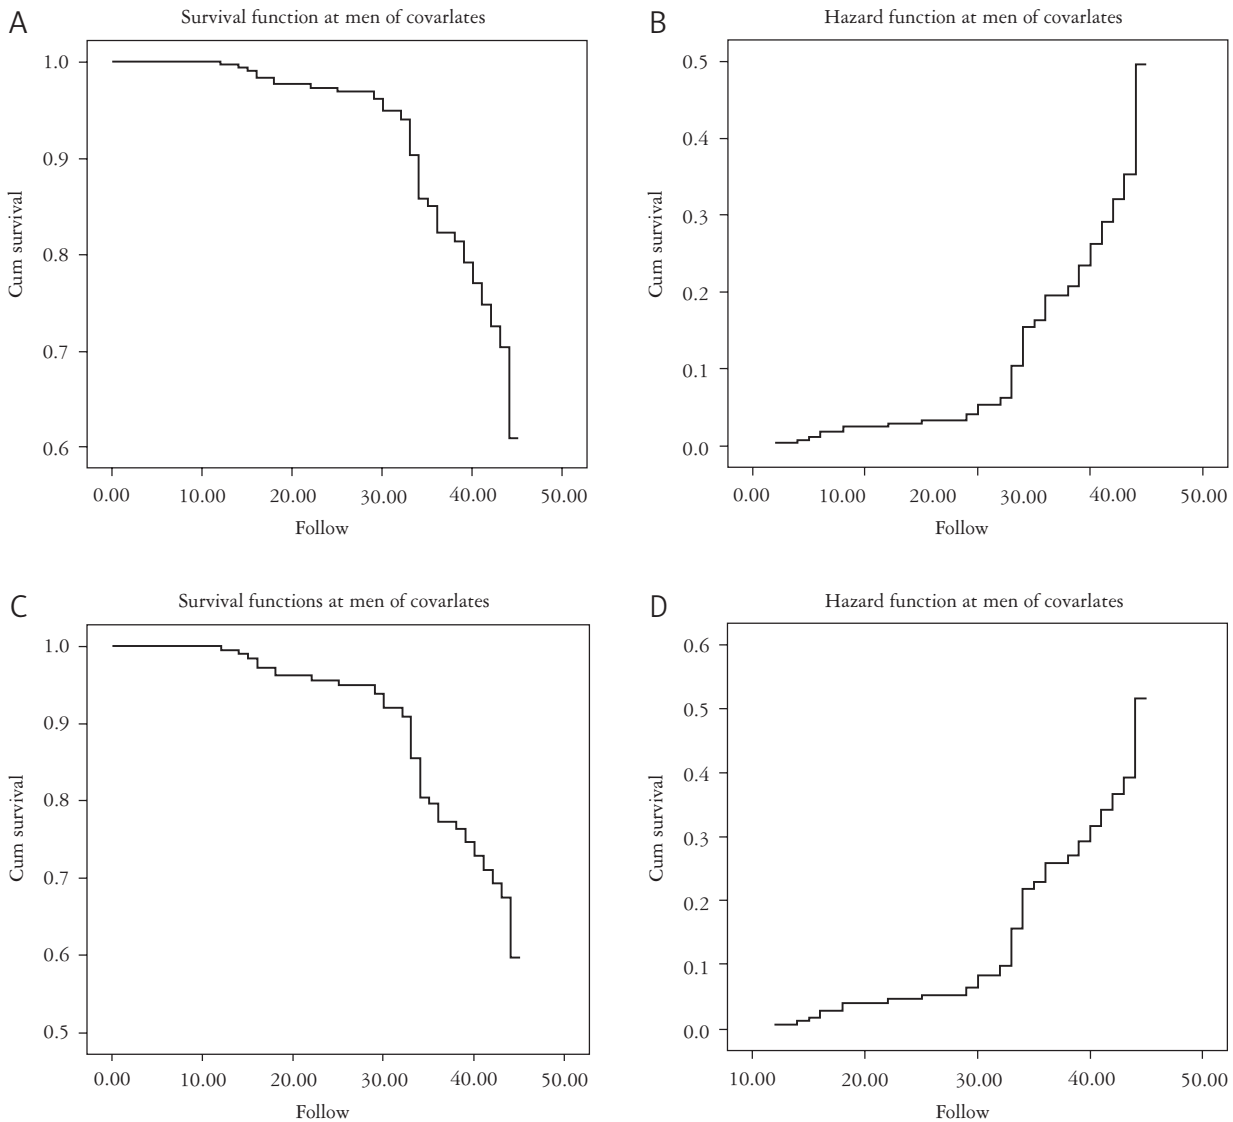 A
Survival function at men of covarlates
1.0
0.9
0.8
0.7
0.6
Cum survival
0.00 10.00 20.00 30.00 40.00 50.00
Follow
B
Hazard function at men of covarlates
0.5
0.4
0.3
0.2
0.1
0.0
Cum survival
0.00 10.00 20.00 30.00 40.00 50.00
Follow
C
Survival functions at men of covarlates
1.0
0.9
0.8
0.7
0.6
0.5
Cum survival
0.00 10.00 20.00 30.00 40.00 50.00
Follow
D
Hazard function at men of covarlates
0.6
0.5
0.4
0.3
0.2
0.1
0.0
Cum survival
10.00 20.00 30.00 40.00 50.00
Follow